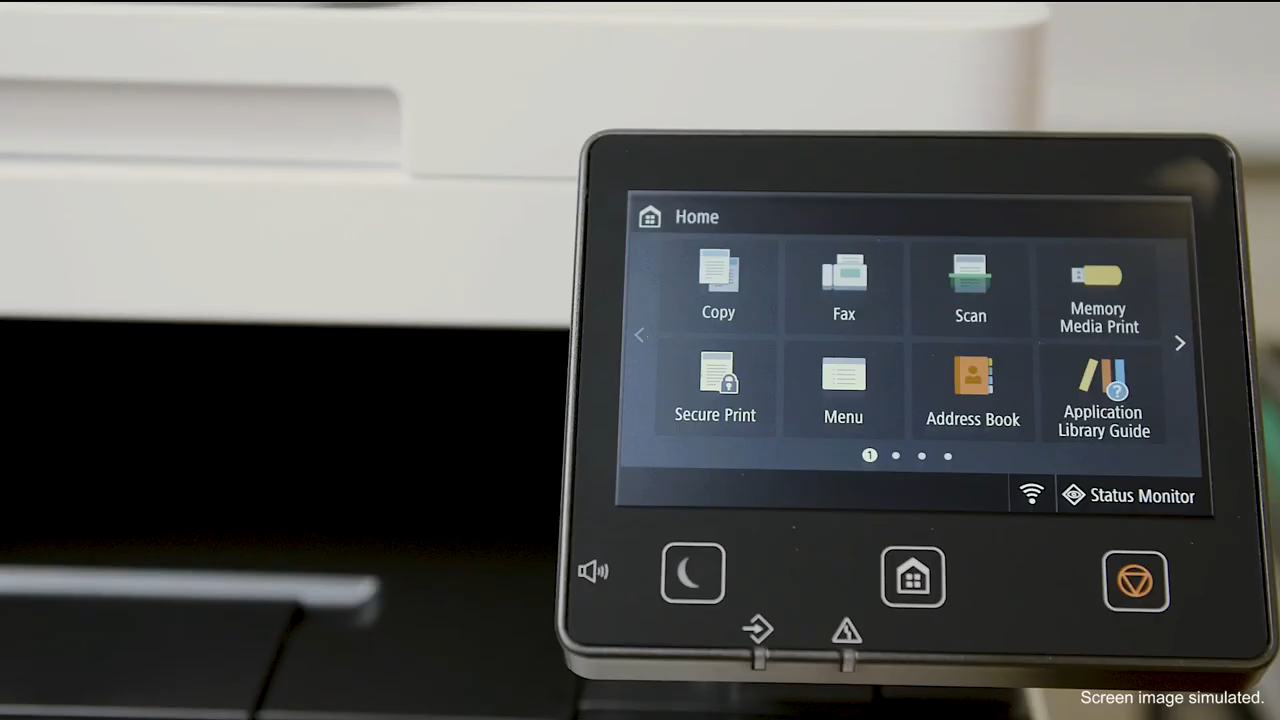 Home
Copy
Fax
Scan
Memory
Media Print
Secure Print
Menu
Address Book
Application
Library Guide
1
Status Monitor
Screen image simulated.